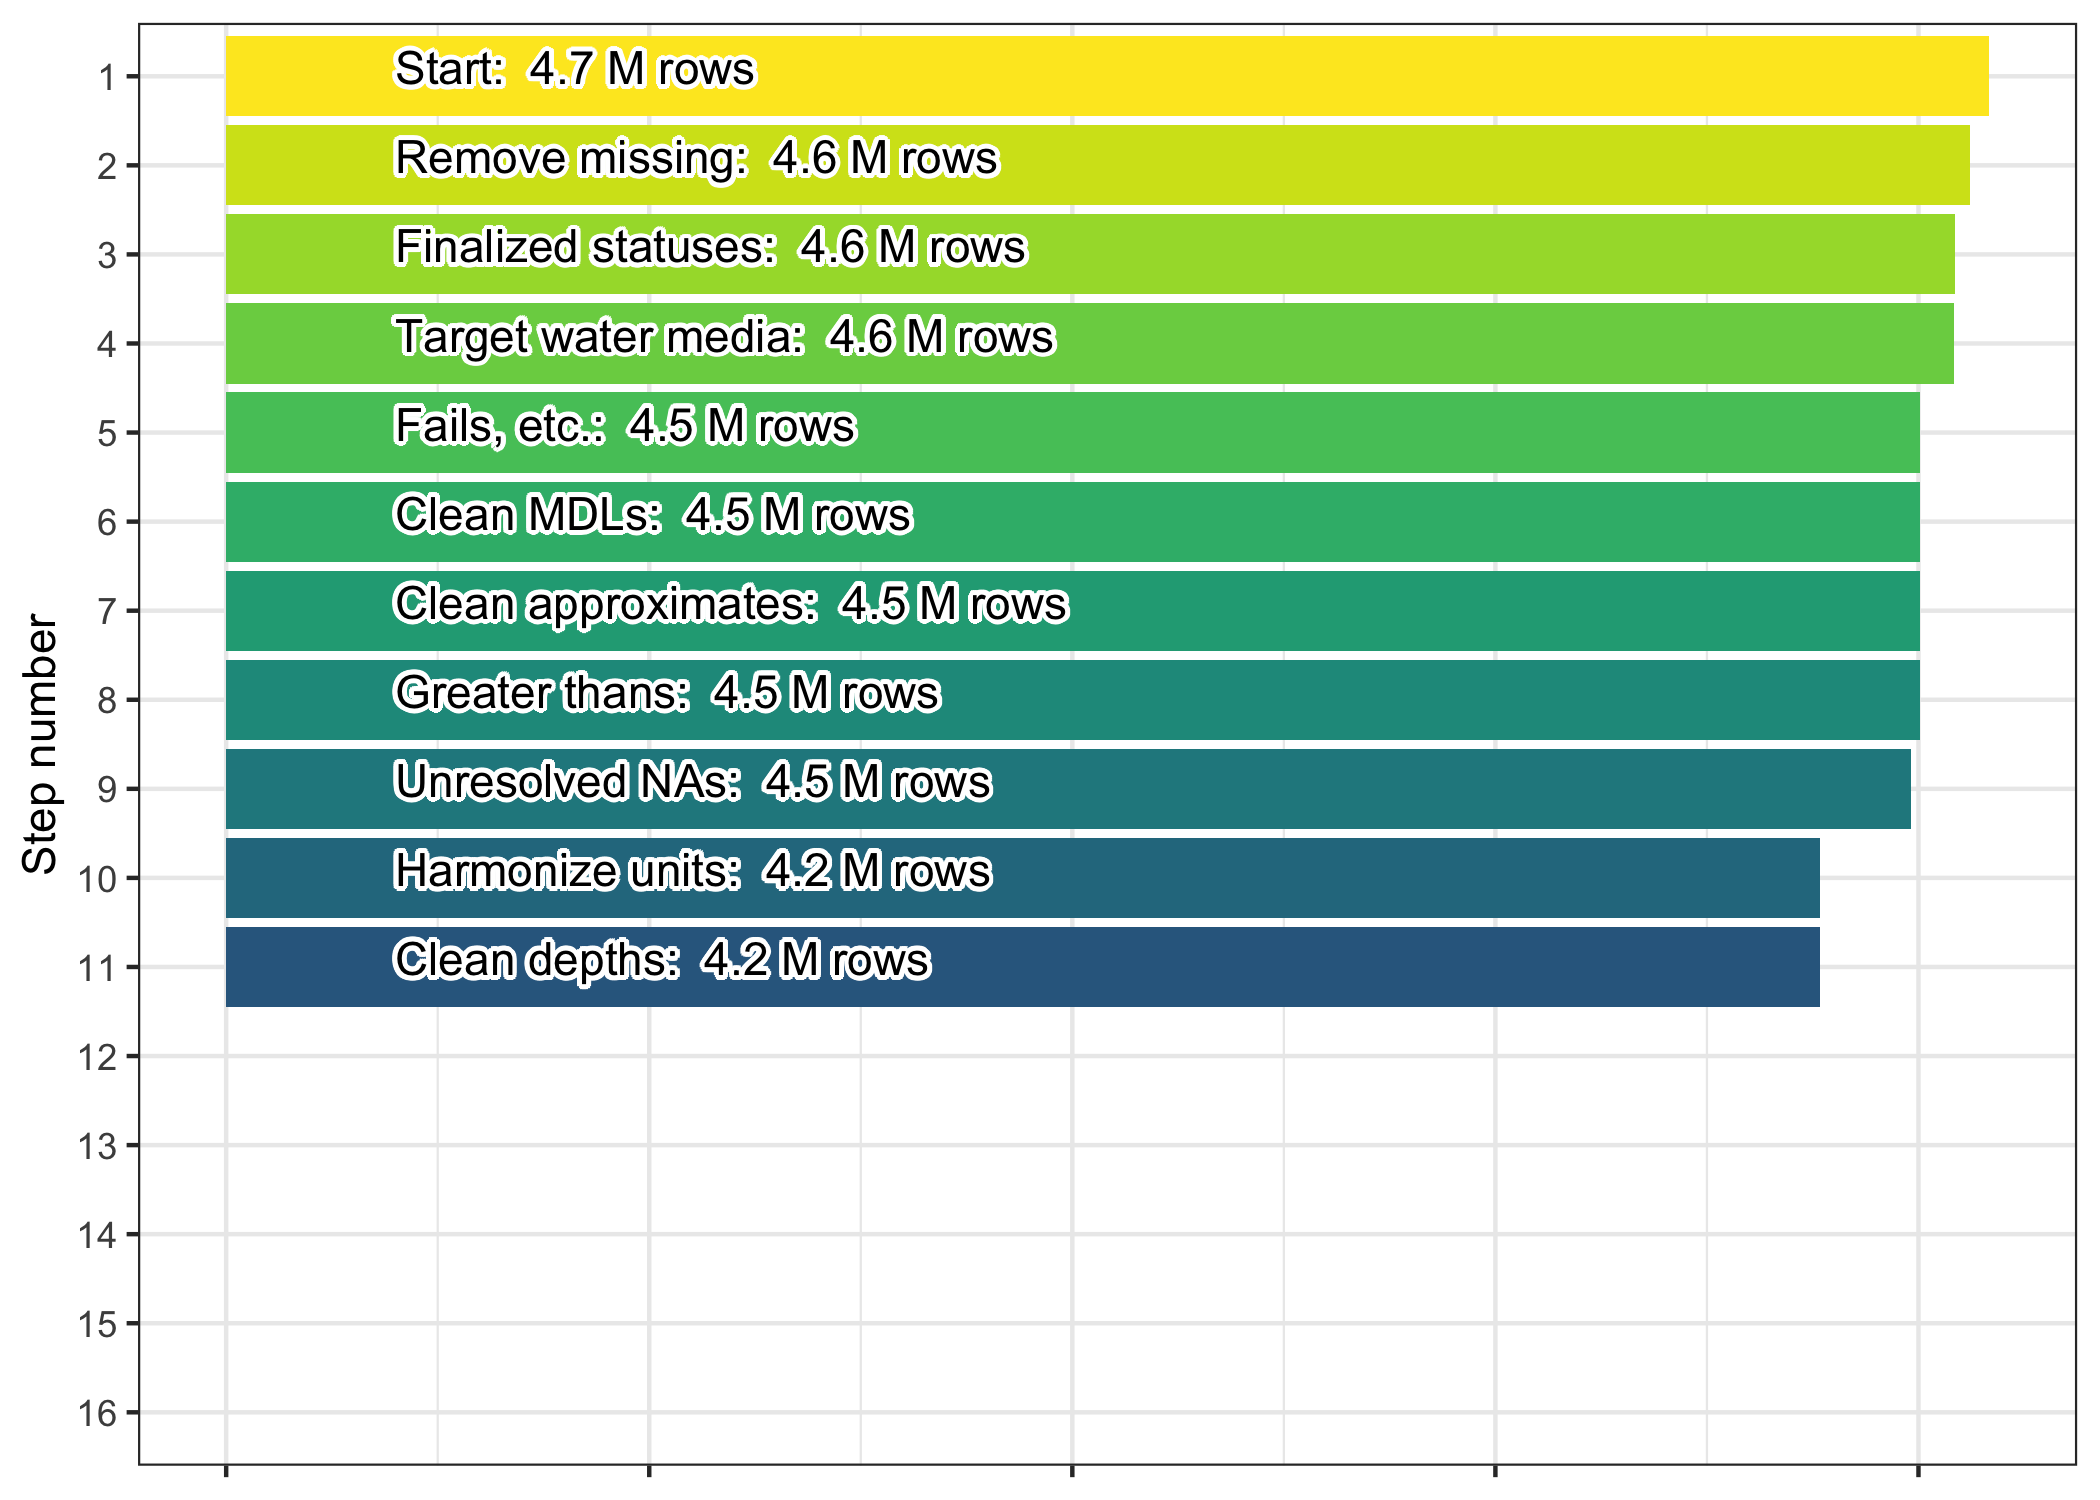 Step number
1
Start:  4.7 M rows
2
Remove missing:  4.6 M rows
3
Finalized statuses:  4.6 M rows
4
Target water media:  4.6 M rows
5
Fails, etc.:  4.5 M rows
6
Clean MDLs:  4.5 M rows
7
Clean approximates:  4.5 M rows
8
Greater thans:  4.5 M rows
9
Unresolved NAs:  4.5 M rows
10
Harmonize units:  4.2 M rows
11
Clean depths:  4.2 M rows
12
13
14
15
16